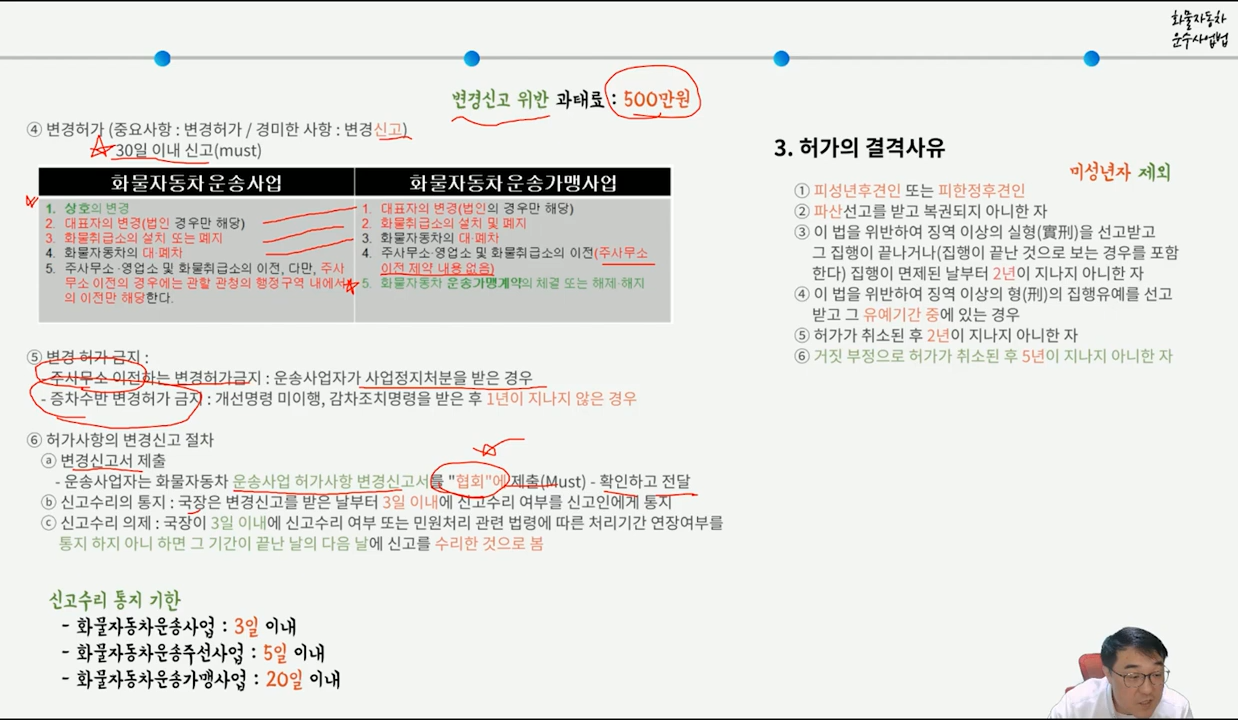 화물자동차
운수사업법
변경신고 위반 과태료 : 500만원
④ 변경허가 (중요사항 : 변경허가 / 경미한 사항 : 변경신고)
30일 이내 신고(must)
화물자동차 운송사업
1. 상호의 변경
2. 대표자의 변경(법인 경우만 해당)
3. 화물취급소의 설치 또는 폐지
4. 화물자동차의 대·폐차
5. 주사무소·영업소 및 화물취급소의 이전, 다만, 주사
무소 이전의 경우에는 관할 관청의 행정구역 내에서
의 이전만 해당한다.
화물자동차 운송가맹사업
1. 대표자의 변경(법인의 경우만 해당)
2. 화물취급소의 설치 및 폐지
3. 화물자동차의 대·폐차
4. 주사무소·영업소 및 화물취급소의 이전(주사무소
이전 제약 내용 없음)
5. 화물자동차 운송가맹계약의 체결 또는 해제·해지
⑤ 변경 허가 금지 :
- 주사무소 이전하는 변경허가금지 : 운송사업자가 사업정지처분을 받은 경우
- 증차수반 변경허가 금지 : 개선명령 미이행, 감차조치명령을 받은 후 1년이 지나지 않은 경우
⑥ 허가사항의 변경신고 절차
ⓐ 변경신고서 제출
- 운송사업자는 화물자동차 운송사업 허가사항 변경신고서를 "협회"에 제출(Must) - 확인하고 전달
ⓑ 신고수리의 통지 : 국장은 변경신고를 받은 날부터 3일 이내에 신고수리 여부를 신고인에게 통지
ⓒ 신고수리 의제 : 국장이 3일 이내에 신고수리 여부 또는 민원처리 관련 법령에 따른 처리기간 연장여부를
통지 하지 아니 하면 그 기간이 끝난 날의 다음 날에 신고를 수리한 것으로 봄
신고수리 통지 기한
- 화물자동차운송사업 : 3일 이내
- 화물자동차운송주선사업 : 5일 이내
- 화물자동차운송가맹사업 : 20일 이내
3. 허가의 결격사유
미성년자 제외
① 피성년후견인 또는 피한정후견인
② 파산선고를 받고 복권되지 아니한 자
③ 이 법을 위반하여 징역 이상의 실형(實刑)을 선고받고
그 집행이 끝나거나(집행이 끝난 것으로 보는 경우를 포함
한다) 집행이 면제된 날부터 2년이 지나지 아니한 자
④ 이 법을 위반하여 징역 이상의 형(刑)의 집행유예를 선고
받고 그 유예기간 중에 있는 경우
⑤ 허가가 취소된 후 2년이 지나지 아니한 자
⑥ 거짓 부정으로 허가가 취소된 후 5년이 지나지 아니한 자